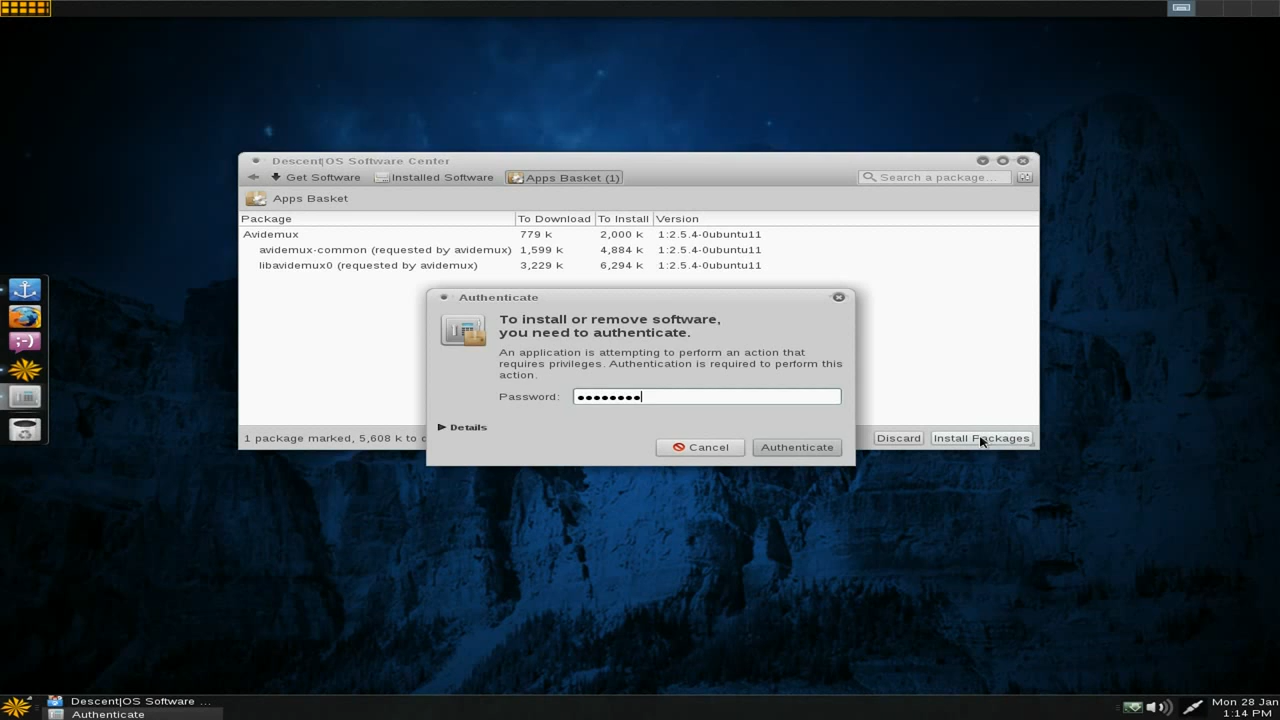 Descent|OS Software Center
Get Software Installed Software Apps Basket (1) Search a package...
Apps Basket
Package To Download To Install Version
Avidemux 779 k 2,000 k 1:2.5.4-0ubuntu11
avidemux-common (requested by avidemux) 1,599 k 4,884 k 1:2.5.4-0ubuntu11
libavidemux0 (requested by avidemux) 3,229 k 6,294 k 1:2.5.4-0ubuntu11
Authenticate
To install or remove software,
you need to authenticate.
An application is attempting to perform an action that
requires privileges. Authentication is required to perform this
action.
Password: ●●●●●●●●
Details
Cancel Authenticate
1 package marked, 5,608 k to
Discard Install Packages
;-)
Descent|OS Software ...
Authenticate
Mon 28 Jan
1:14 PM